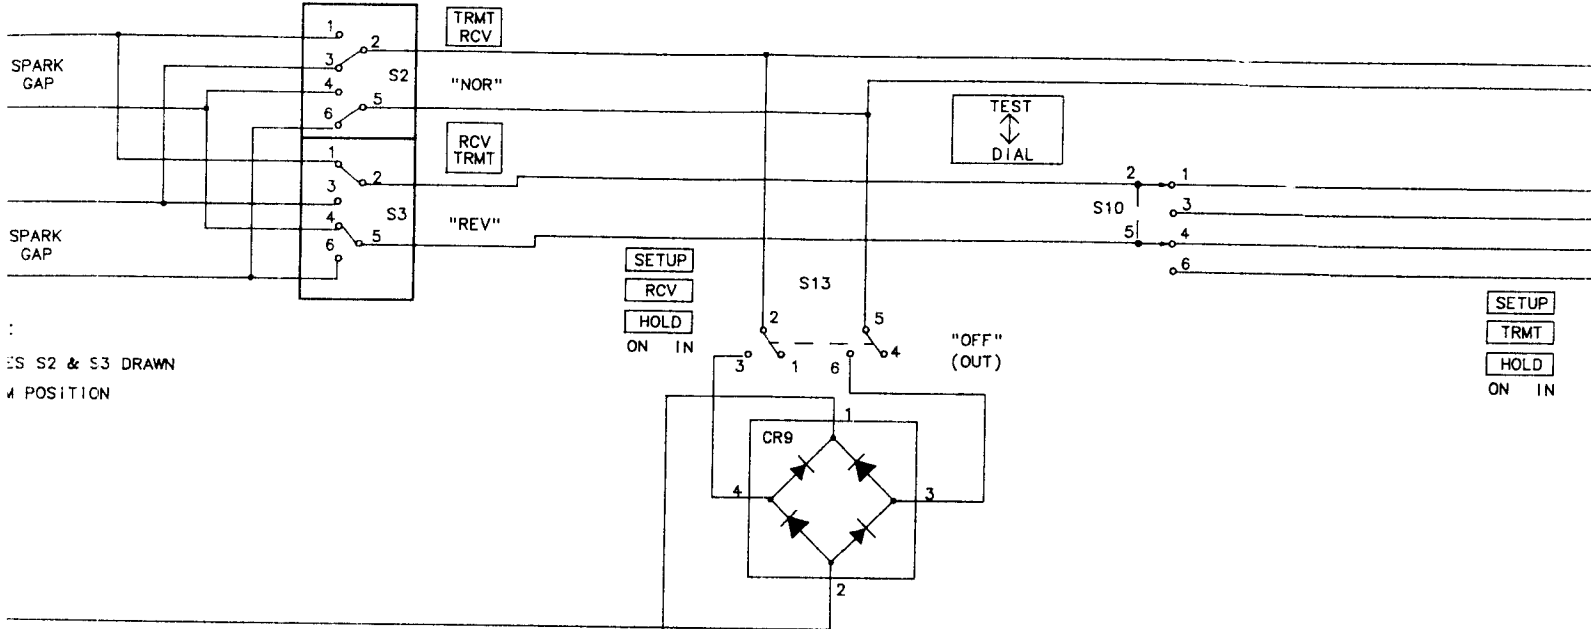 SPARK
GAP
1
2
3
4
5
6
S2
TRMT
RCV
"NOR"
TEST
DIAL
1
2
3
4
5
6
S3
RCV
TRMT
"REV"
SPARK
GAP
2
1
S10
3
5
4
6
SETUP
RCV
HOLD
ON IN
S13
2
5
3
1
6
4
"OFF"
(OUT)
SETUP
TRMT
HOLD
ON IN
:
ES S2 & S3 DRAWN
M POSITION
CR9
1
4
3
2